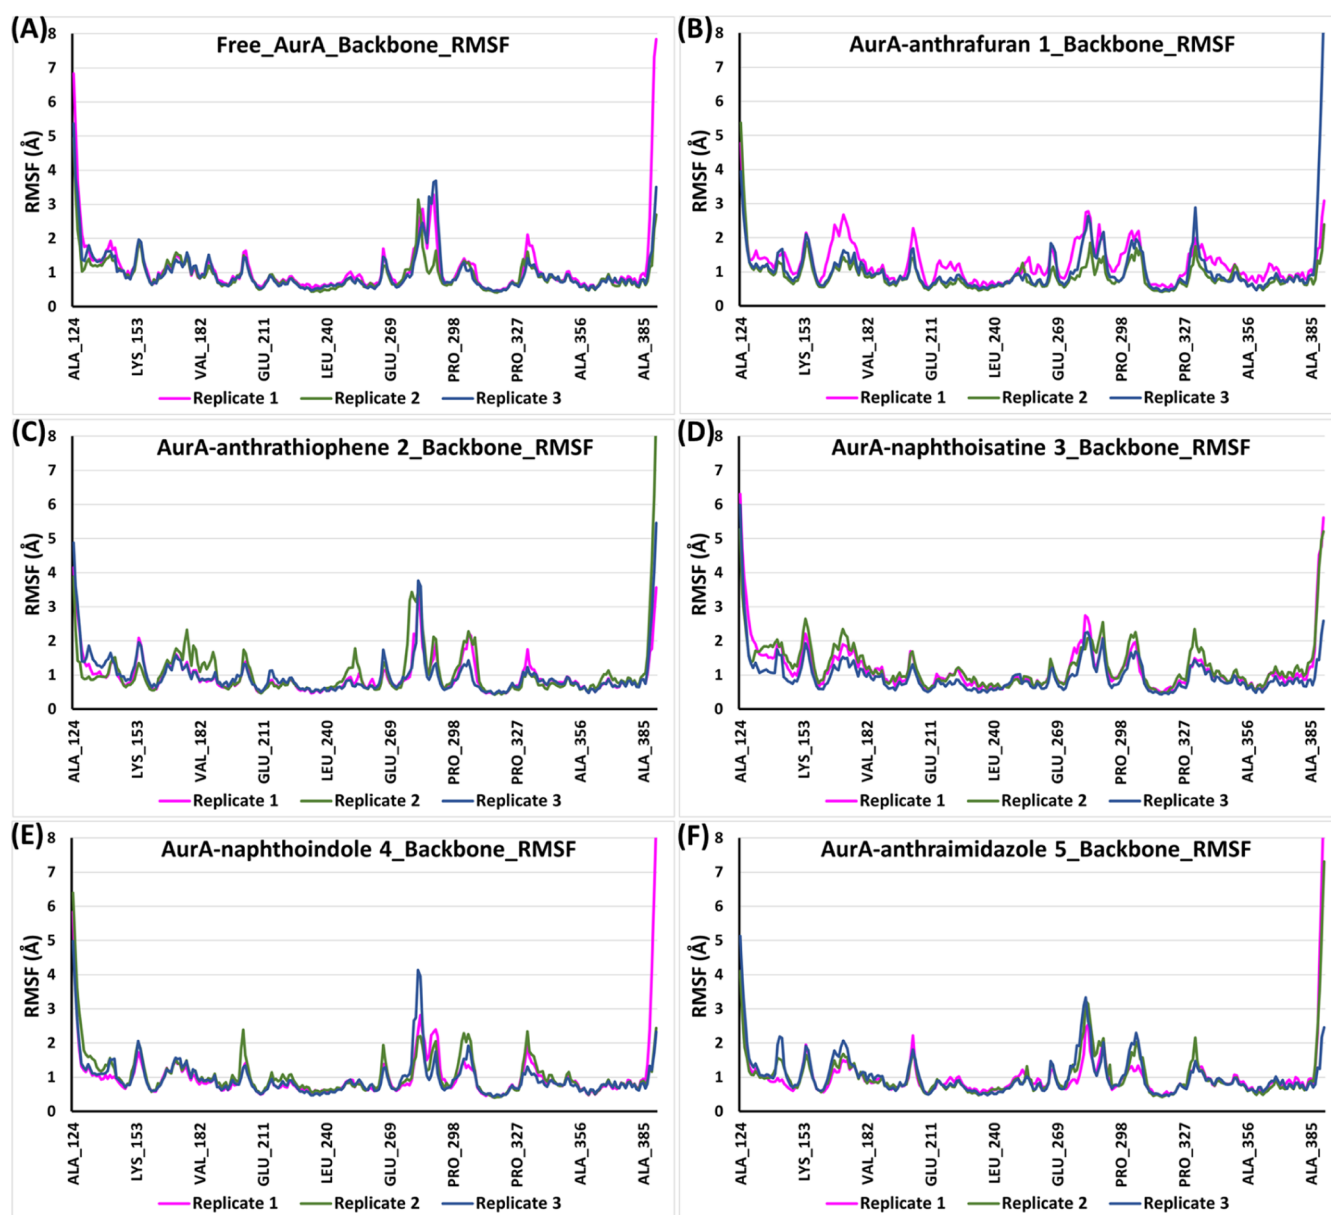 (A)
Free_AurA_Backbone_RMSF
RMSF (Å)
8
7
6
5
4
3
2
1
0
ALA_124
LYS_153
VAL_182
GLU_211
LEU_240
GLU_269
PRO_298
PRO_327
ALA_356
ALA_385
Replicate 1 Replicate 2 Replicate 3
(B)
AurA-anthrafuran 1_Backbone_RMSF
RMSF (Å)
8
7
6
5
4
3
2
1
0
ALA_124
LYS_153
VAL_182
GLU_211
LEU_240
GLU_269
PRO_298
PRO_327
ALA_356
ALA_385
Replicate 1 Replicate 2 Replicate 3
(C)
AurA-anthrathiophene 2_Backbone_RMSF
RMSF (Å)
8
7
6
5
4
3
2
1
0
ALA_124
LYS_153
VAL_182
GLU_211
LEU_240
GLU_269
PRO_298
PRO_327
ALA_356
ALA_385
Replicate 1 Replicate 2 Replicate 3
(D)
AurA-naphthoisatine 3_Backbone_RMSF
RMSF (Å)
8
7
6
5
4
3
2
1
0
ALA_124
LYS_153
VAL_182
GLU_211
LEU_240
GLU_269
PRO_298
PRO_327
ALA_356
ALA_385
Replicate 1 Replicate 2 Replicate 3
(E)
AurA-naphthoindole 4_Backbone_RMSF
RMSF (Å)
8
7
6
5
4
3
2
1
0
ALA_124
LYS_153
VAL_182
GLU_211
LEU_240
GLU_269
PRO_298
PRO_327
ALA_356
ALA_385
Replicate 1 Replicate 2 Replicate 3
(F)
AurA-anthraimidazole 5_Backbone_RMSF
RMSF (Å)
8
7
6
5
4
3
2
1
0
ALA_124
LYS_153
VAL_182
GLU_211
LEU_240
GLU_269
PRO_298
PRO_327
ALA_356
ALA_385
Replicate 1 Replicate 2 Replicate 3